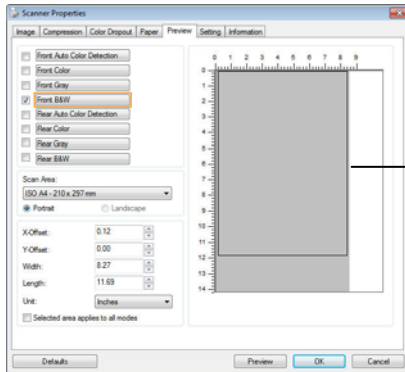 Scanner Properties
Image Compression Color Dropout Paper Preview Setting Information
Front Auto Color Detection
Front Color
Front Gray
Front B&W
Rear Auto Color Detection
Rear Color
Rear Gray
Rear B&W
Scan Area:
ISO A4 - 210 x 297 mm
Portrait Landscape
X-Offset: 0.12
Y-Offset: 0.00
Width: 8.27
Length: 11.69
Unit: Inches
Selected area applies to all modes
0 1 2 3 4 5 6 7 8 9
0
1
2
3
4
5
6
7
8
9
10
11
12
13
14
Defaults Preview OK Cancel